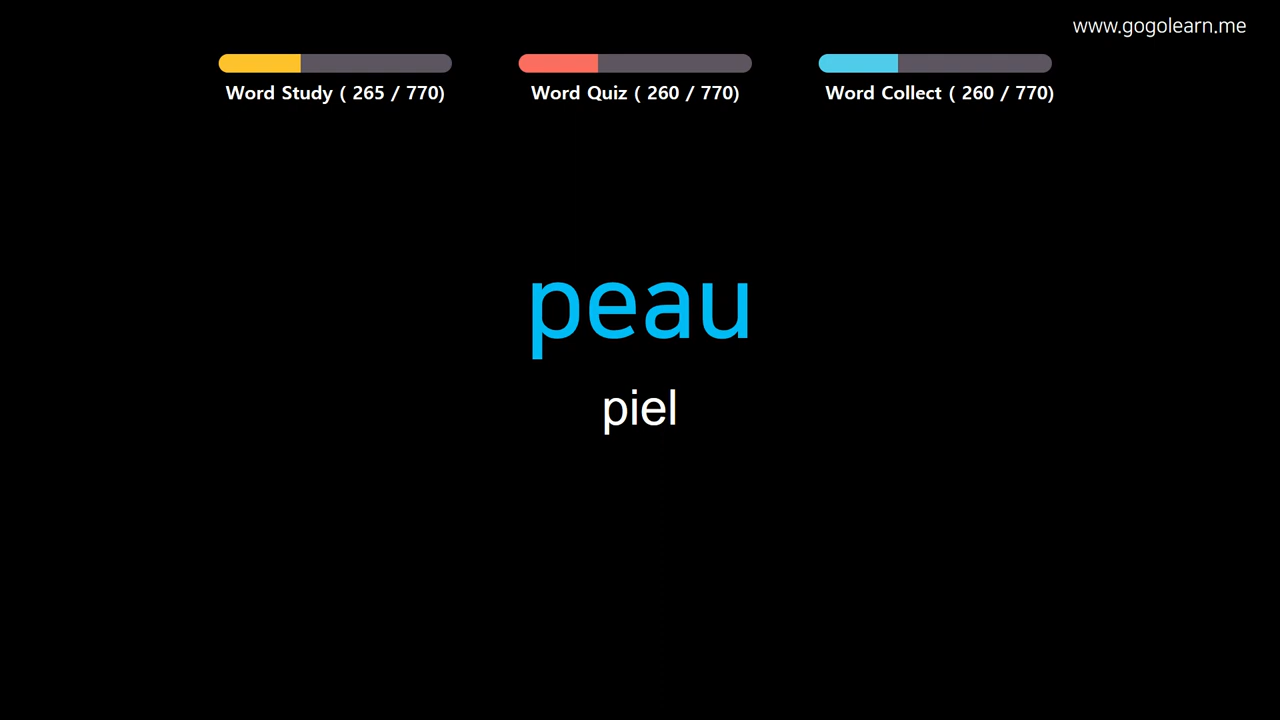 www.gogolearn.me
Word Study ( 265 / 770)
Word Quiz ( 260 / 770)
Word Collect ( 260 / 770)
peau
piel